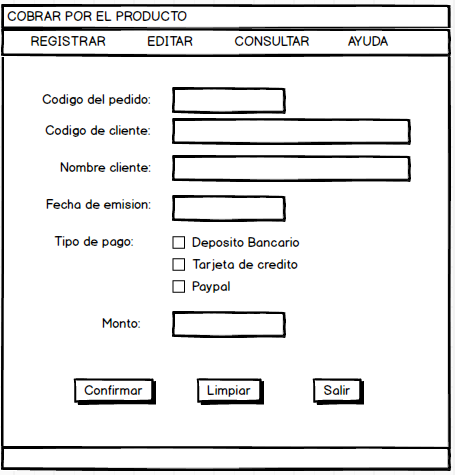 COBRAR POR EL PRODUCTO
REGISTRAR EDITAR CONSULTAR AYUDA
Codigo del pedido:
Codigo de cliente:
Nombre cliente:
Fecha de emision:
Tipo de pago: Deposito Bancario
Tarjeta de credito
Paypal
Monto:
Confirmar Limpiar Salir